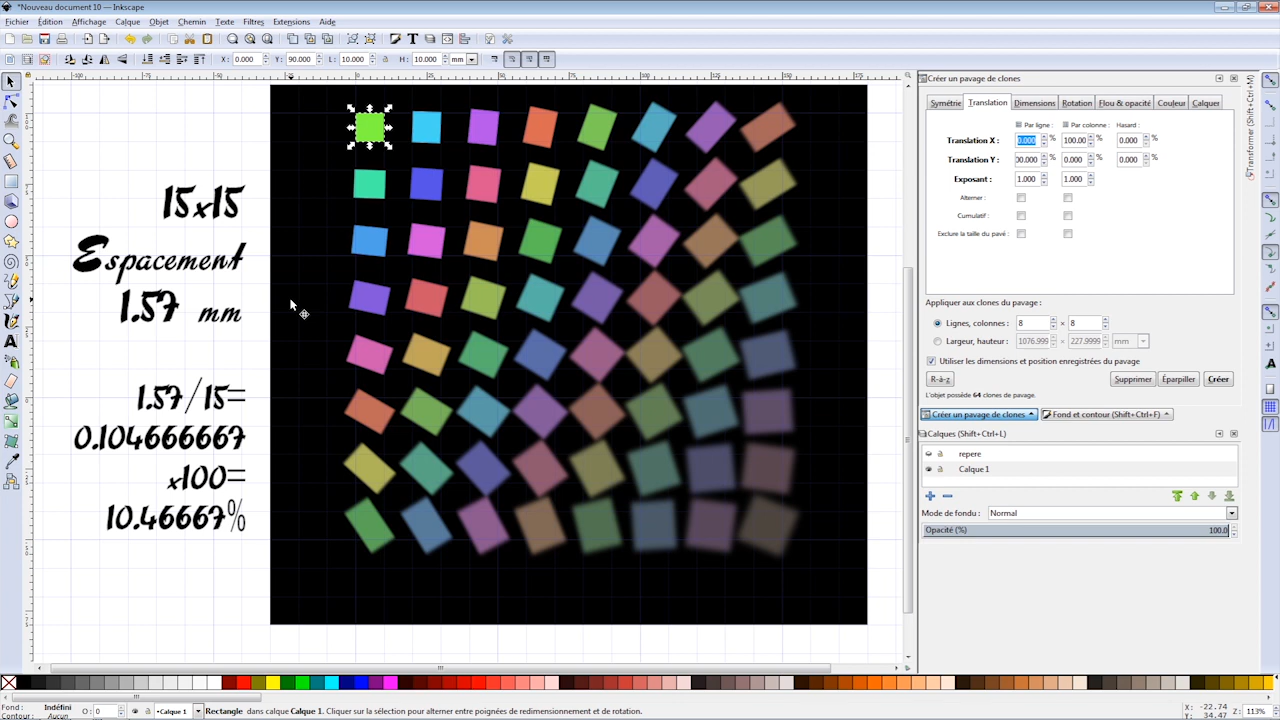 *Nouveau document 10 — Inkscape
Fichier Édition Affichage Calque Objet Chemin Texte Filtres Extensions Aide
X: 0.000 Y: 90.000 L: 10.000 H: 10.000 mm
15x15
Espacement
1.57 mm
1.57/15=
0.104666667
x100=
10.46667%
Créer un pavage de clones
Symétrie Translation Dimensions Rotation Flou & opacité Couleur Calquer
Par ligne : Par colonne : Hasard :
Translation X : 0.000 % 100.00 % 0.000 %
Translation Y : 00.000 % 0.000 % 0.000 %
Exposant : 1.000 1.000
Alterner :
Cumulatif :
Exclure la taille du pavé :
Appliquer aux clones du pavage :
Lignes, colonnes : 8 × 8
Largeur, hauteur : 1076.999 × 227.9999 mm
Utiliser les dimensions et position enregistrées du pavage
R-à-z Supprimer Éparpiller Créer
L'objet possède 64 clones de pavage.
Créer un pavage de clones Fond et contour (Shift+Ctrl+F)
Calques (Shift+Ctrl+L)
repere
Calque 1
Mode de fondu : Normal
Opacité (%) 100.0
Transformer (Shift+Ctrl+M)
Fond : Indéfini
Contour : Aucun
O: 0 •Calque 1 Rectangle dans calque Calque 1. Cliquer sur la sélection pour alterner entre poignées de redimensionnement et de rotation.
X: -22.74
Y: 34.47
Z: 113%